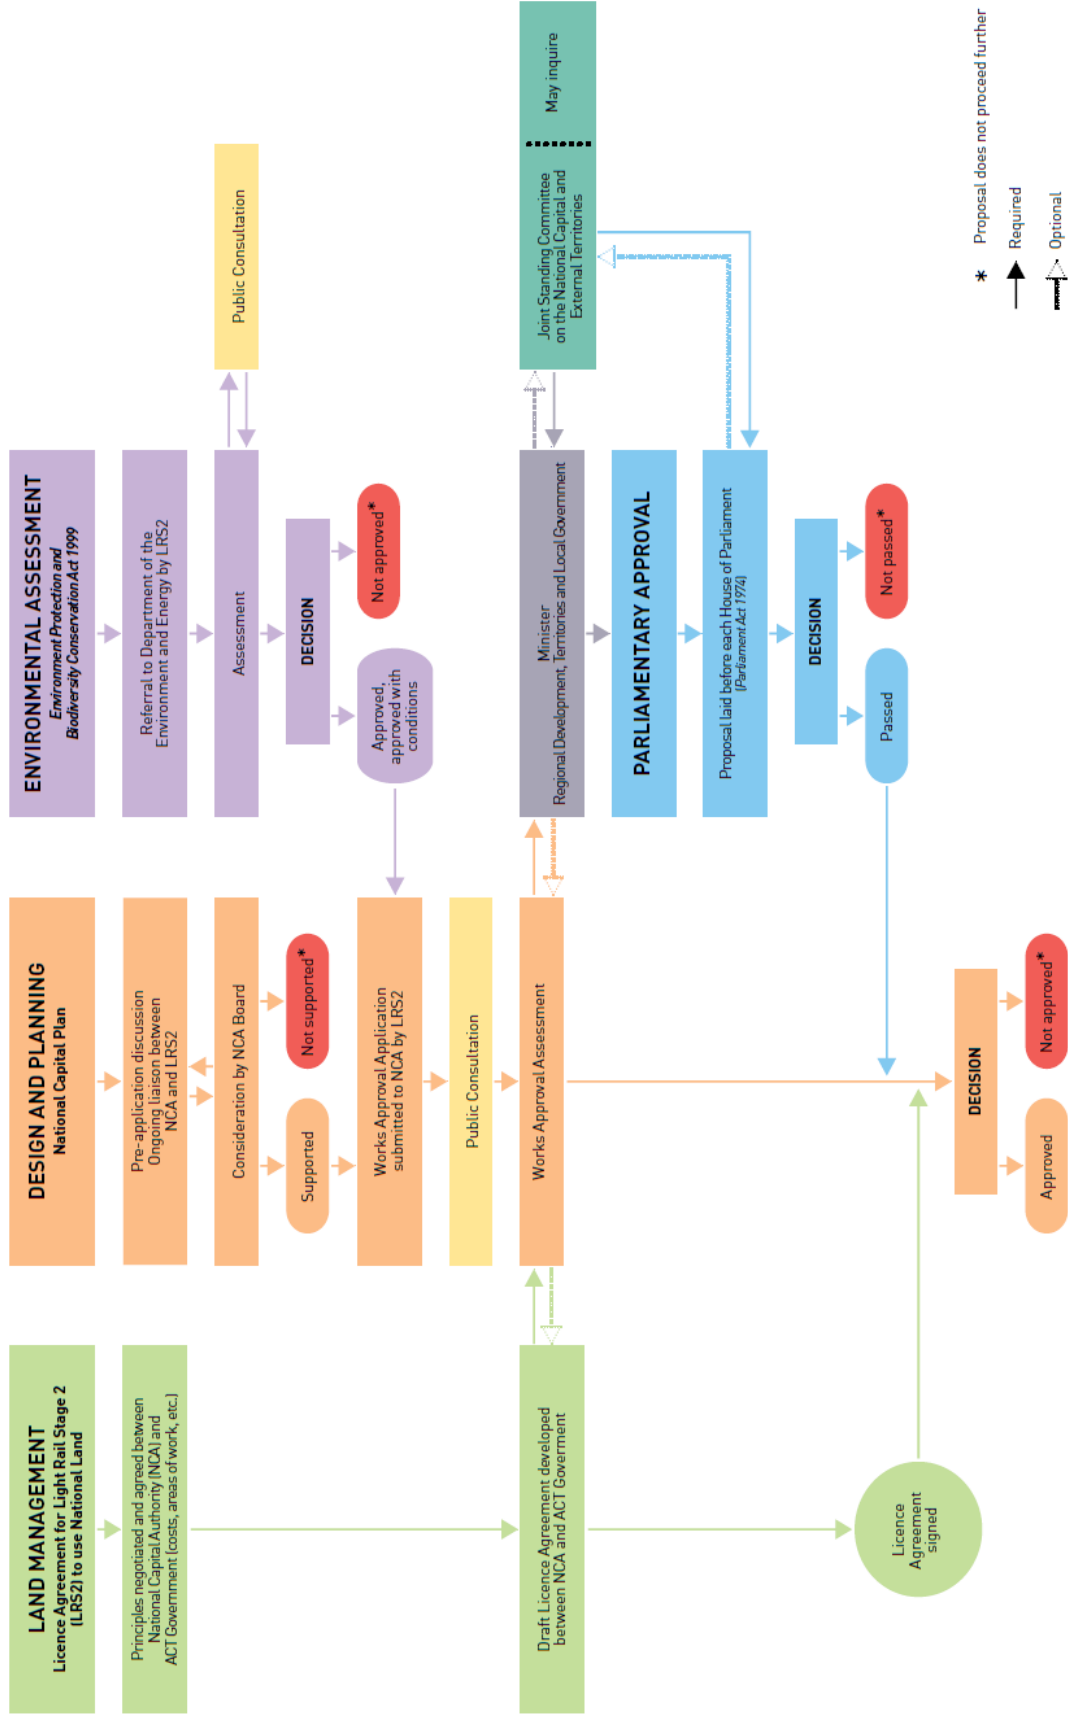 LAND MANAGEMENT
Licence Agreement for Light Rail Stage 2
(LRS2) to use National Land
Principles negotiated and agreed between
National Capital Authority (NCA) and
ACT Government (costs, areas of work, etc.)
Draft Licence Agreement developed
between NCA and ACT Goverment
Licence
Agreement
signed
DESIGN AND PLANNING
National Capital Plan
Pre-application discussion
Ongoing liaison between
NCA and LRS2
Consideration by NCA Board
Supported
Not supported*
Works Approval Application
submitted to NCA by LRS2
Public Consultation
Works Approval Assessment
DECISION
Approved
Not approved*
ENVIRONMENTAL ASSESSMENT
Environment Protection and
Biodiversity Conservation Act 1999
Referral to Department of the
Environment and Energy by LRS2
Assessment
Public Consultation
DECISION
Approved,
approved with
conditions
Not approved*
Minister
Regional Development, Territories and Local Government
Joint Standing Committee
on the National Capital and
External Territories
May inquire
PARLIAMENTARY APPROVAL
Proposal laid before each House of Parliament
(Parliament Act 1974)
DECISION
Passed
Not passed*
* Proposal does not proceed further
Required
Optional